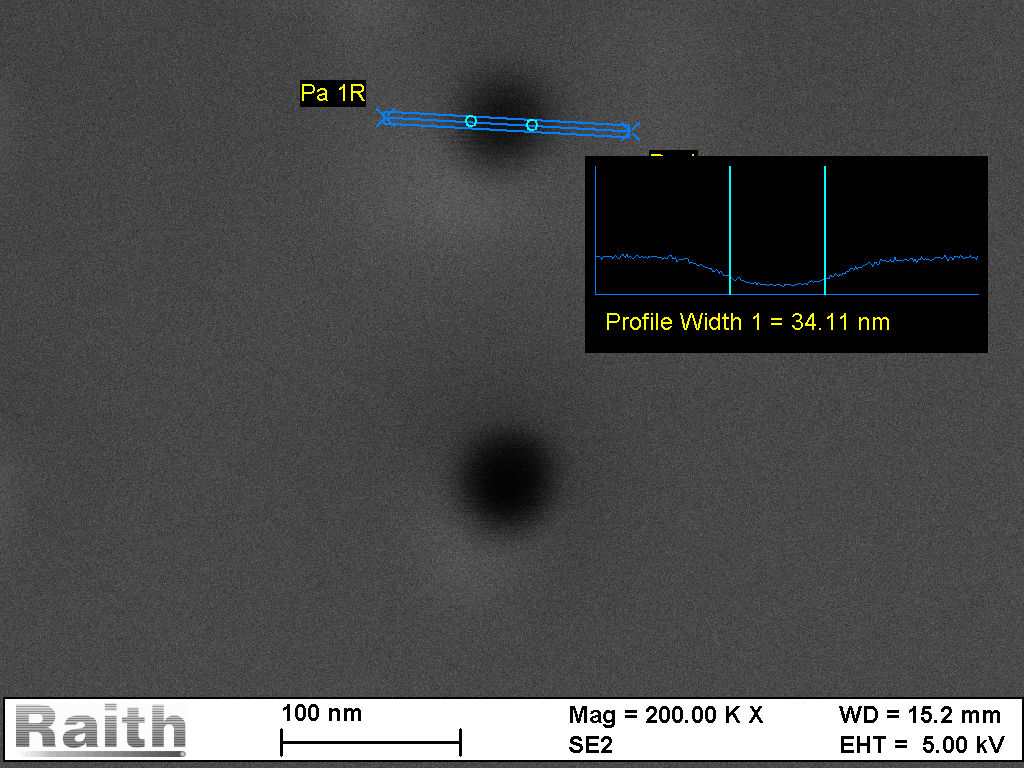 Pa 1R
Profile Width 1 = 34.11 nm
Raith
100 nm
Mag = 200.00 K X
SE2
WD = 15.2 mm
EHT = 5.00 kV